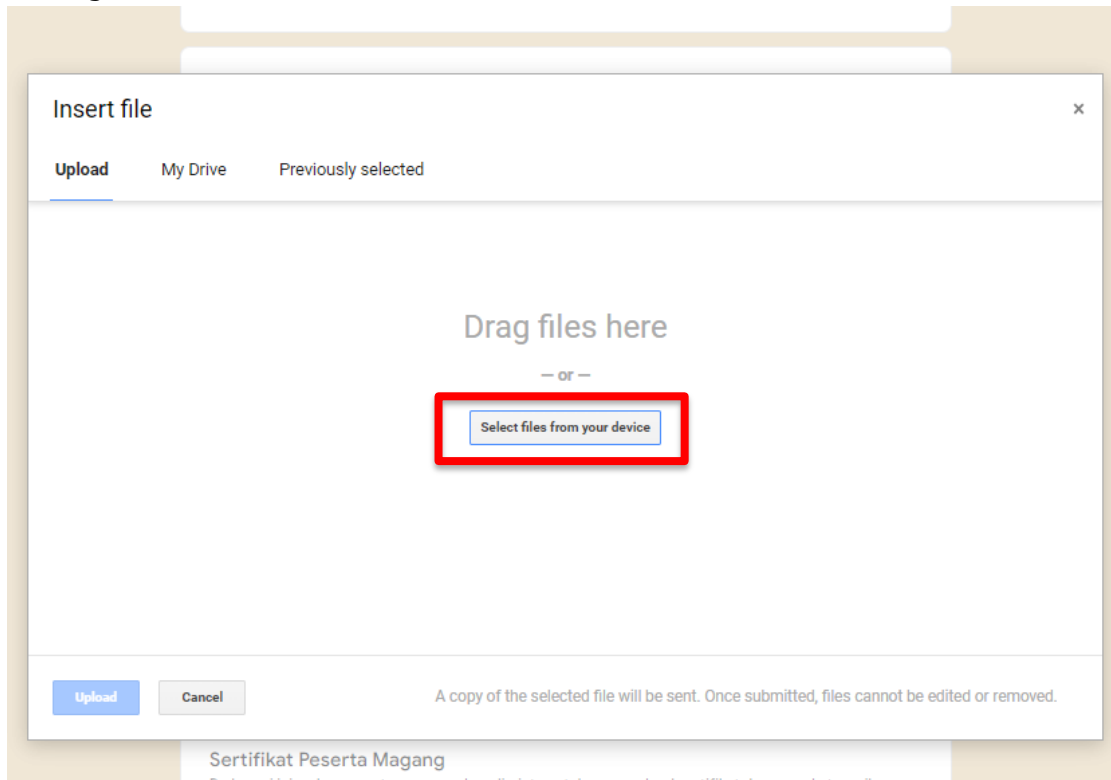 Insert file
×
Upload My Drive Previously selected
Drag files here
— or —
Select files from your device
Upload Cancel A copy of the selected file will be sent. Once submitted, files cannot be edited or removed.
Sertifikat Peserta Magang